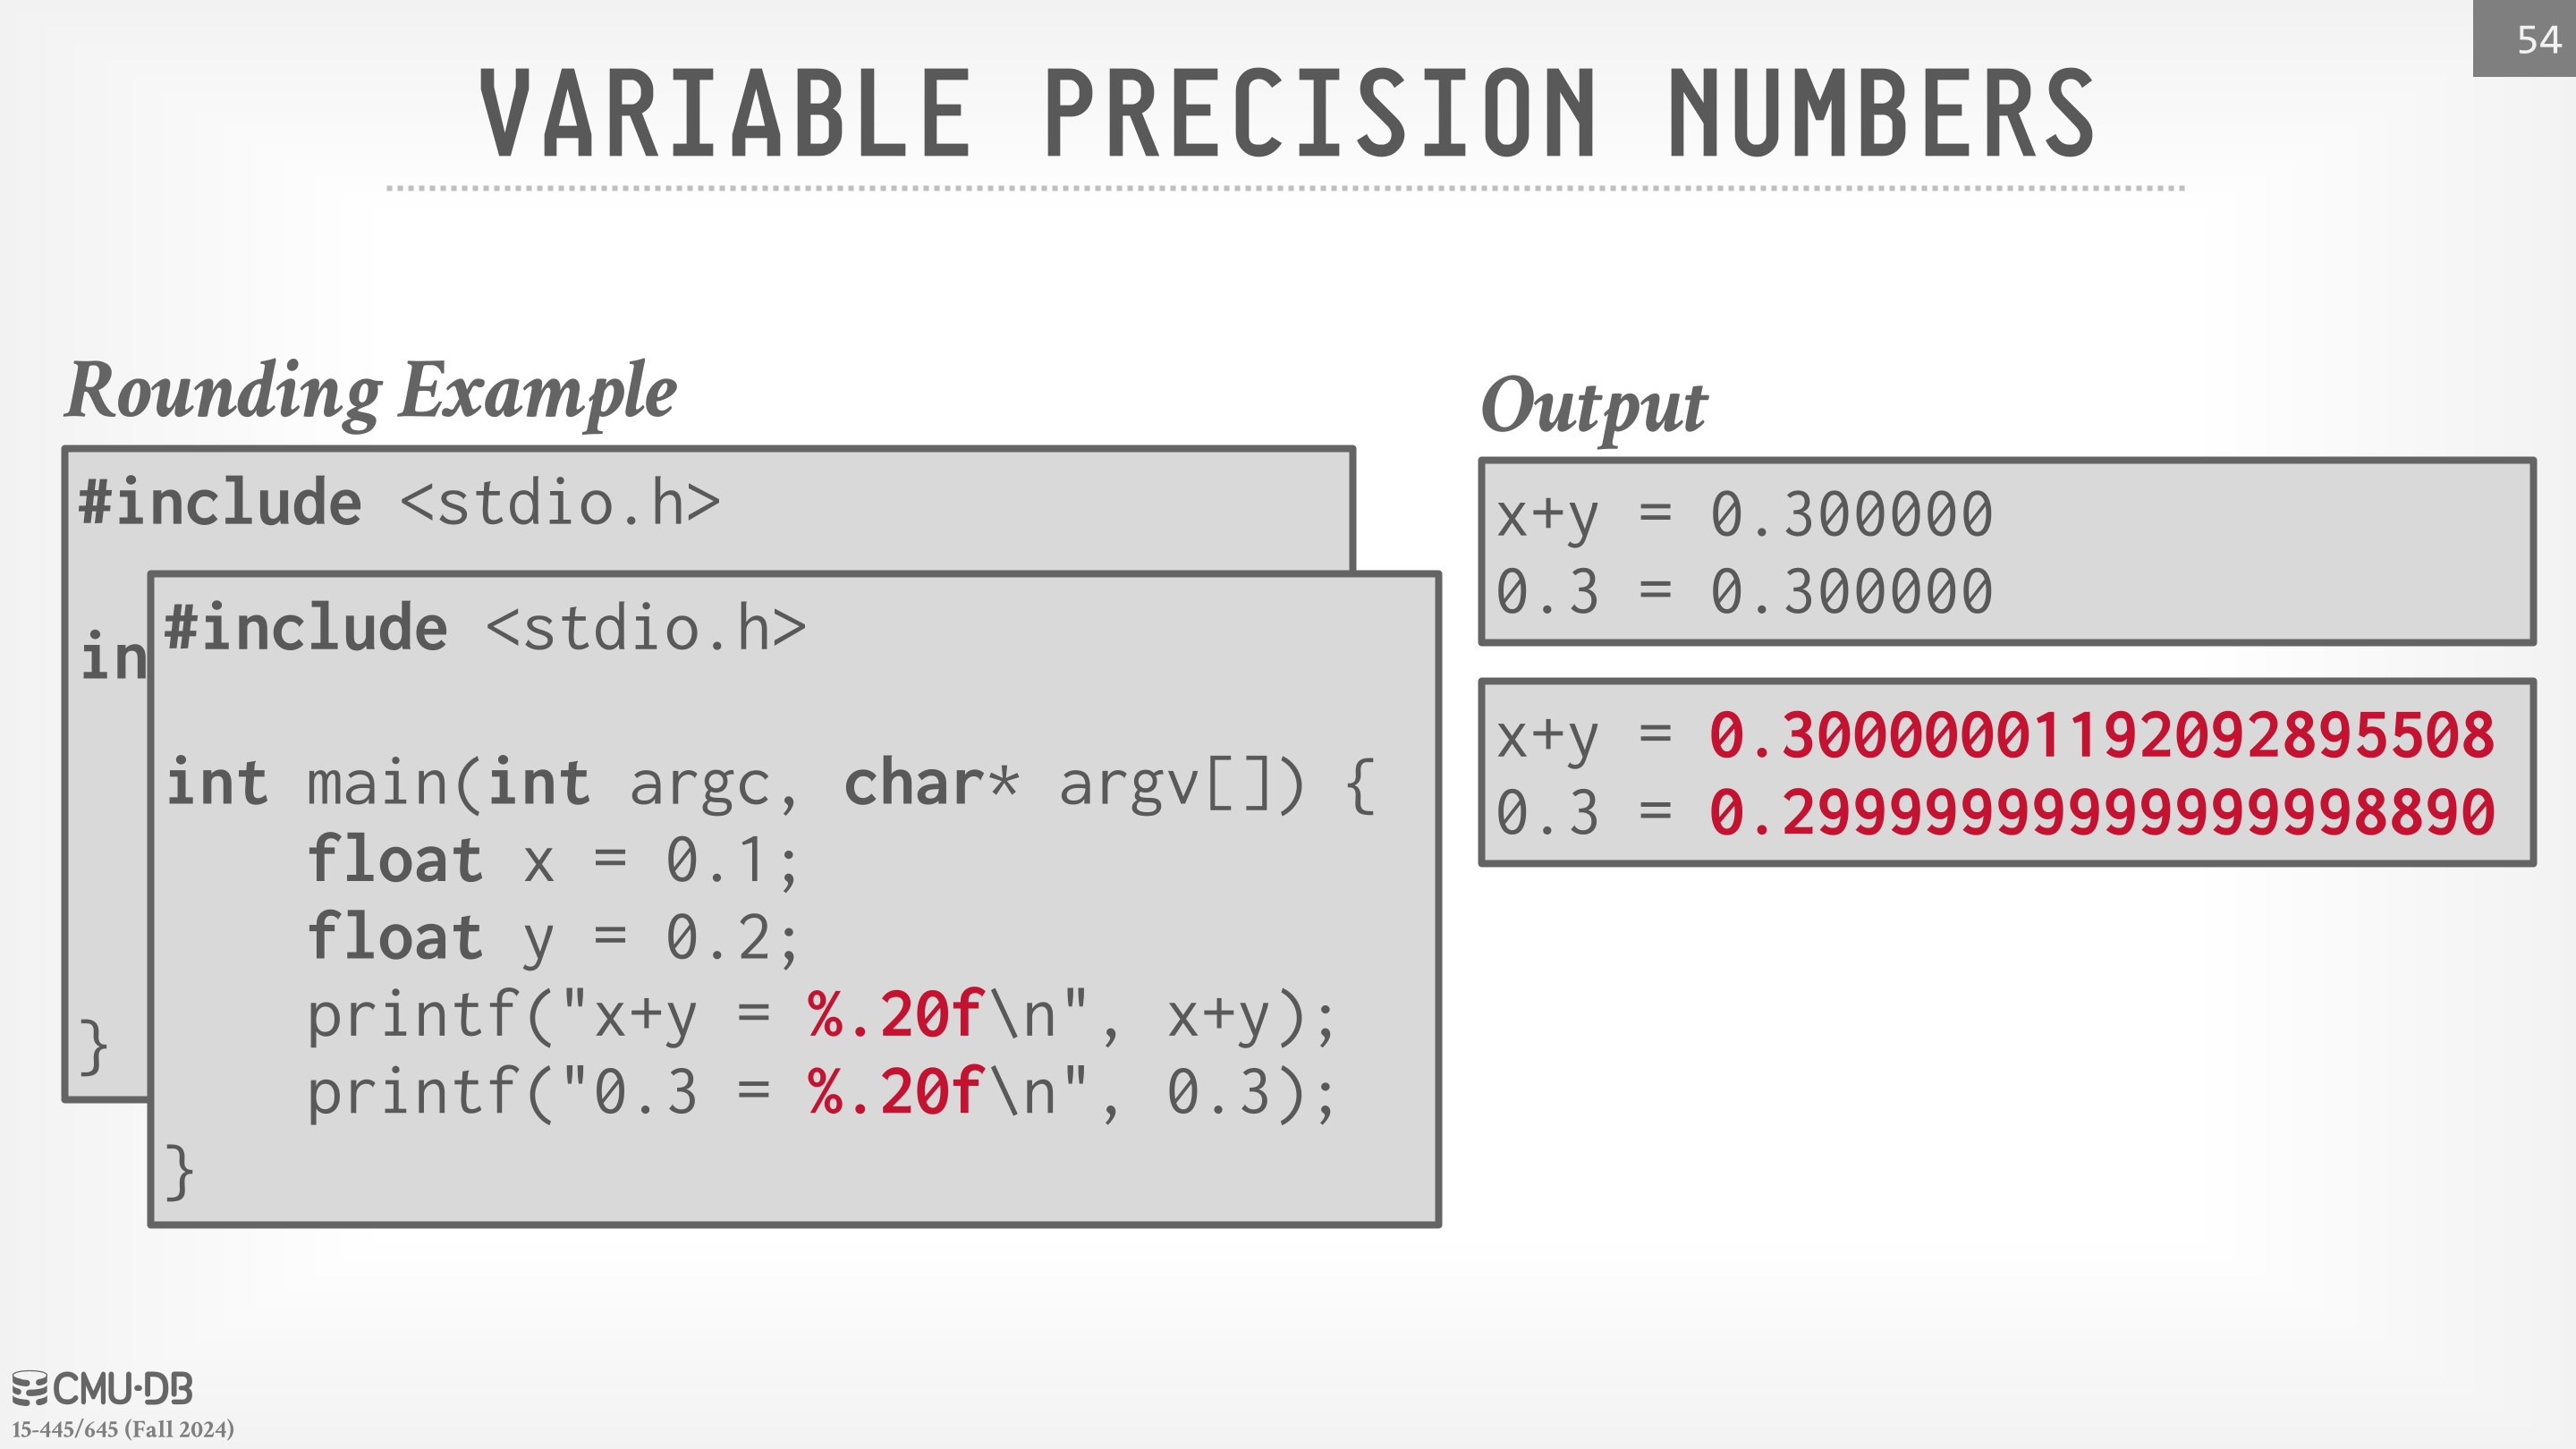 54
VARIABLE PRECISION NUMBERS
Rounding Example
#include <stdio.h>
in
}
#include <stdio.h>
int main(int argc, char* argv[]) {
float x = 0.1;
float y = 0.2;
printf("x+y = %.20f\n", x+y);
printf("0.3 = %.20f\n", 0.3);
}
Output
x+y = 0.300000
0.3 = 0.300000
x+y = 0.30000001192092895508
0.3 = 0.29999999999999998890
CMU·DB
15-445/645 (Fall 2024)